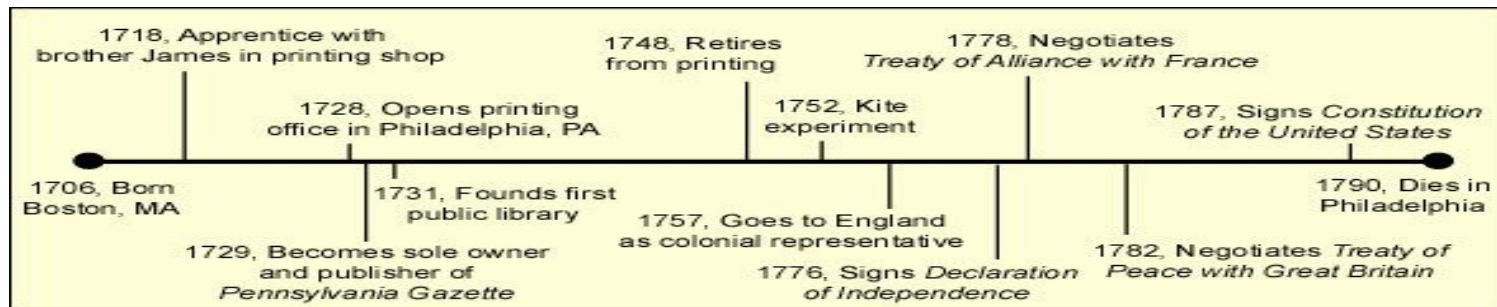 1718, Apprentice with
brother James in printing shop
1748, Retires
from printing
1778, Negotiates
Treaty of Alliance with France
1728, Opens printing
office in Philadelphia, PA
1752, Kite
experiment
1787, Signs Constitution
of the United States
1706, Born
Boston, MA
1731, Founds first
public library
1790, Dies in
Philadelphia
1757, Goes to England
as colonial representative
1729, Becomes sole owner
and publisher of
Pennsylvania Gazette
1776, Signs Declaration
of Independence
1782, Negotiates Treaty of
Peace with Great Britain